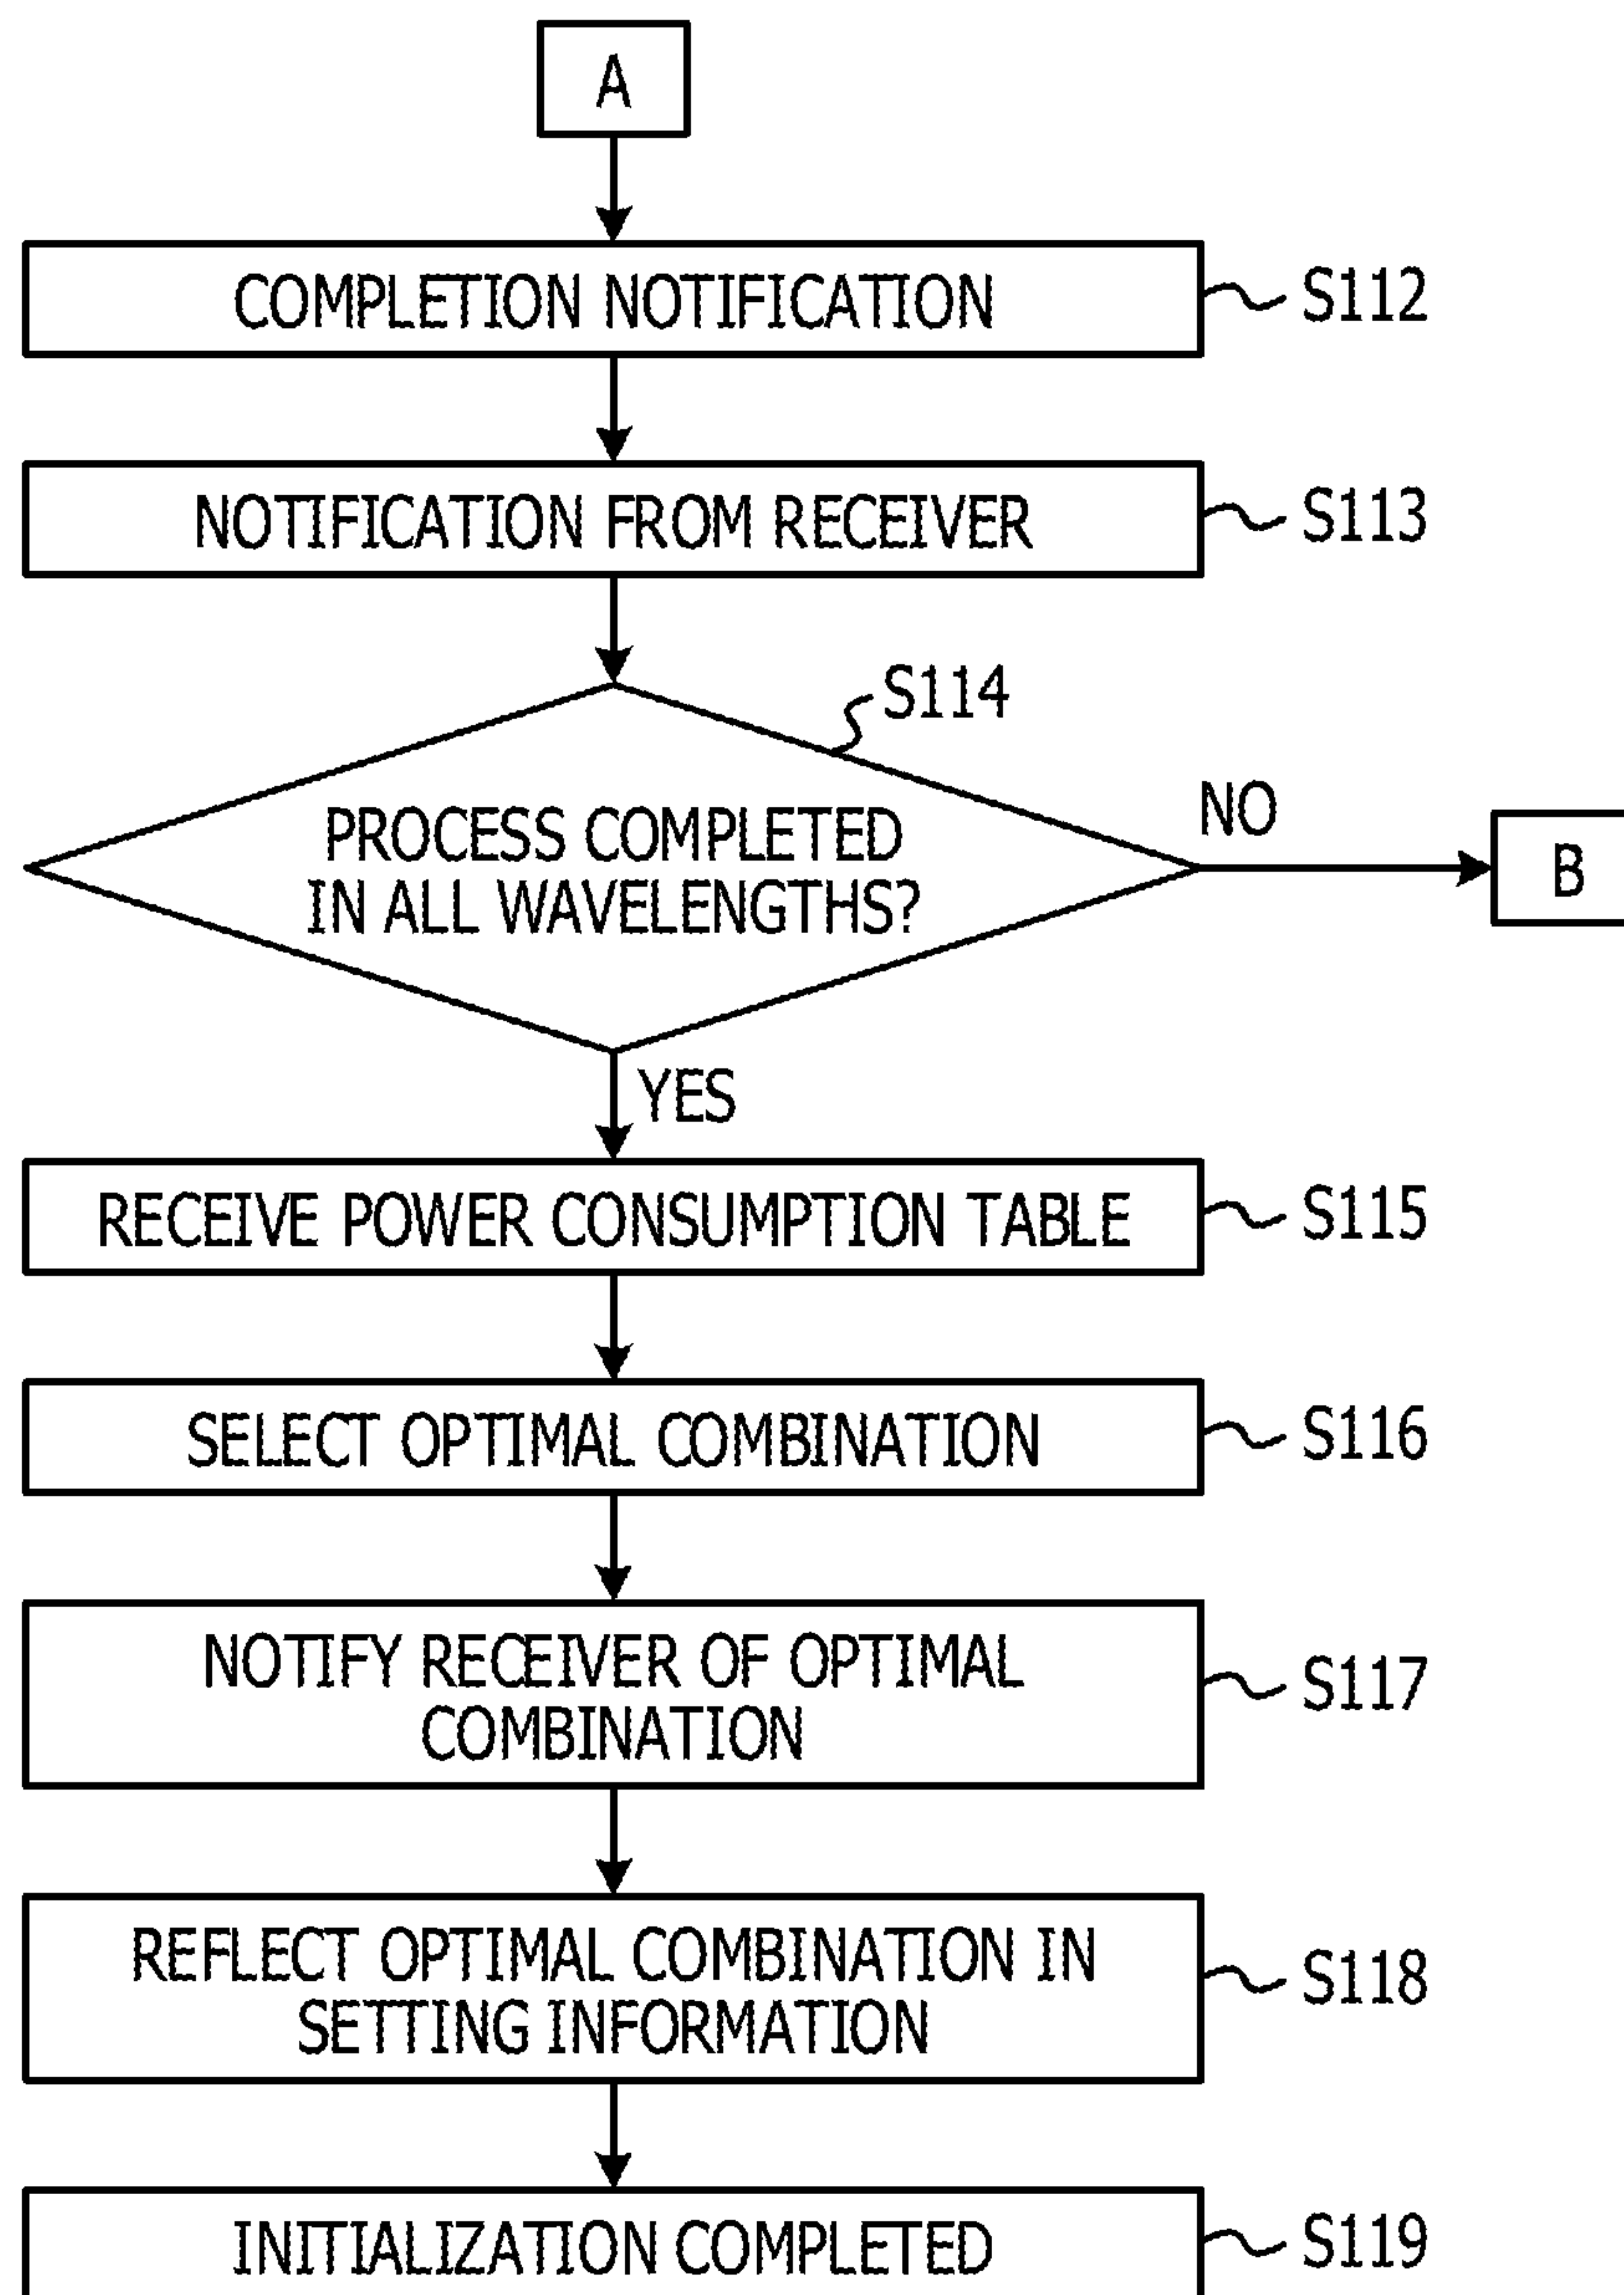 A
COMPLETION NOTIFICATION
S112
NOTIFICATION FROM RECEIVER
S113
S114
PROCESS COMPLETED
IN ALL WAVELENGTHS?
NO
B
YES
RECEIVE POWER CONSUMPTION TABLE
S115
SELECT OPTIMAL COMBINATION
S116
NOTIFY RECEIVER OF OPTIMAL
COMBINATION
S117
REFLECT OPTIMAL COMBINATION IN
SETTING INFORMATION
S118
INITIALIZATION COMPLETED
S119